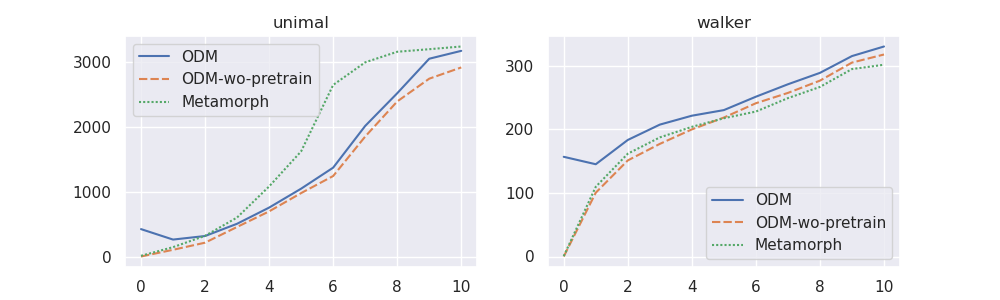 unimal
3000
2000
1000
0
ODM
ODM-wo-pretrain
Metamorph
0 2 4 6 8 10
walker
300
200
100
0
ODM
ODM-wo-pretrain
Metamorph
0 2 4 6 8 10